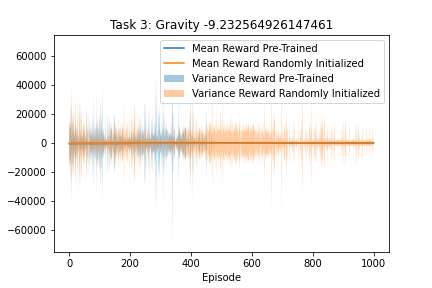 Task 3: Gravity -9.232564926147461
Mean Reward Pre-Trained
Mean Reward Randomly Initialized
Variance Reward Pre-Trained
Variance Reward Randomly Initialized
60000
40000
20000
0
−20000
−40000
−60000
0 200 400 600 800 1000
Episode